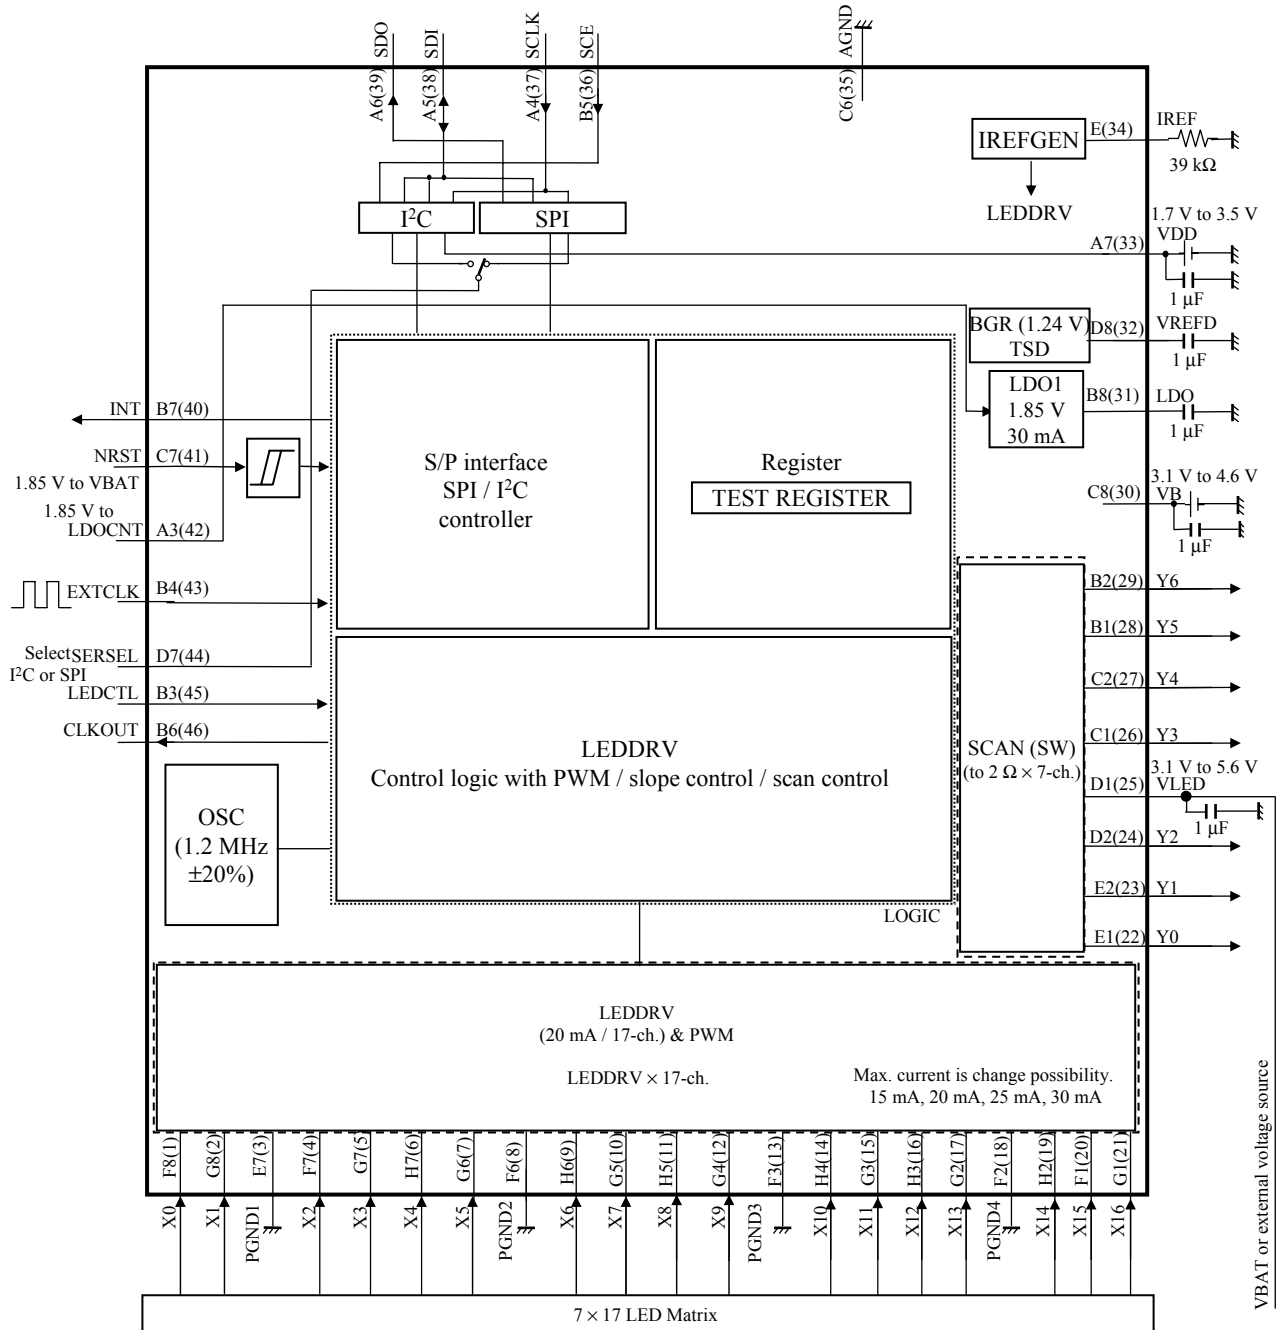 SDO
SDI
SCLK
SCE
AGND
A6(39)
A5(38)
A4(37)
B5(36)
C6(35)
IREFGEN
E(34)
IREF
39 kΩ
LEDDRV
I²C
SPI
1.7 V to 3.5 V
A7(33)
VDD
1 µF
BGR (1.24 V)
TSD
D8(32)
VREFD
1 µF
LDO1
1.85 V
30 mA
B8(31)
LDO
1 µF
INT
B7(40)
NRST
C7(41)
1.85 V to VBAT
1.85 V to
LDOCNT
A3(42)
S/P interface
SPI / I²C
controller
Register
TEST REGISTER
3.1 V to 4.6 V
C8(30)
VB
1 µF
EXTCLK
B4(43)
Select
I²C or SPI
SERSEL
D7(44)
LEDCTL
B3(45)
CLKOUT
B6(46)
B2(29)
Y6
B1(28)
Y5
C2(27)
Y4
C1(26)
Y3
3.1 V to 5.6 V
D1(25)
VLED
1 µF
D2(24)
Y2
E2(23)
Y1
E1(22)
Y0
SCAN (SW)
(to 2 Ω × 7-ch.)
LEDDRV
Control logic with PWM / slope control / scan control
OSC
(1.2 MHz
±20%)
LOGIC
LEDDRV
(20 mA / 17-ch.) & PWM
LEDDRV × 17-ch.
Max. current is change possibility.
15 mA, 20 mA, 25 mA, 30 mA
F8(1)
G8(2)
E7(3)
F7(4)
G7(5)
H7(6)
G6(7)
F6(8)
H6(9)
G5(10)
H5(11)
G4(12)
F3(13)
H4(14)
G3(15)
H3(16)
G2(17)
F2(18)
H2(19)
F1(20)
G1(21)
X0
X1
PGND1
X2
X3
X4
X5
PGND2
X6
X7
X8
X9
PGND3
X10
X11
X12
X13
PGND4
X14
X15
X16
VBAT or external voltage source
7 × 17 LED Matrix